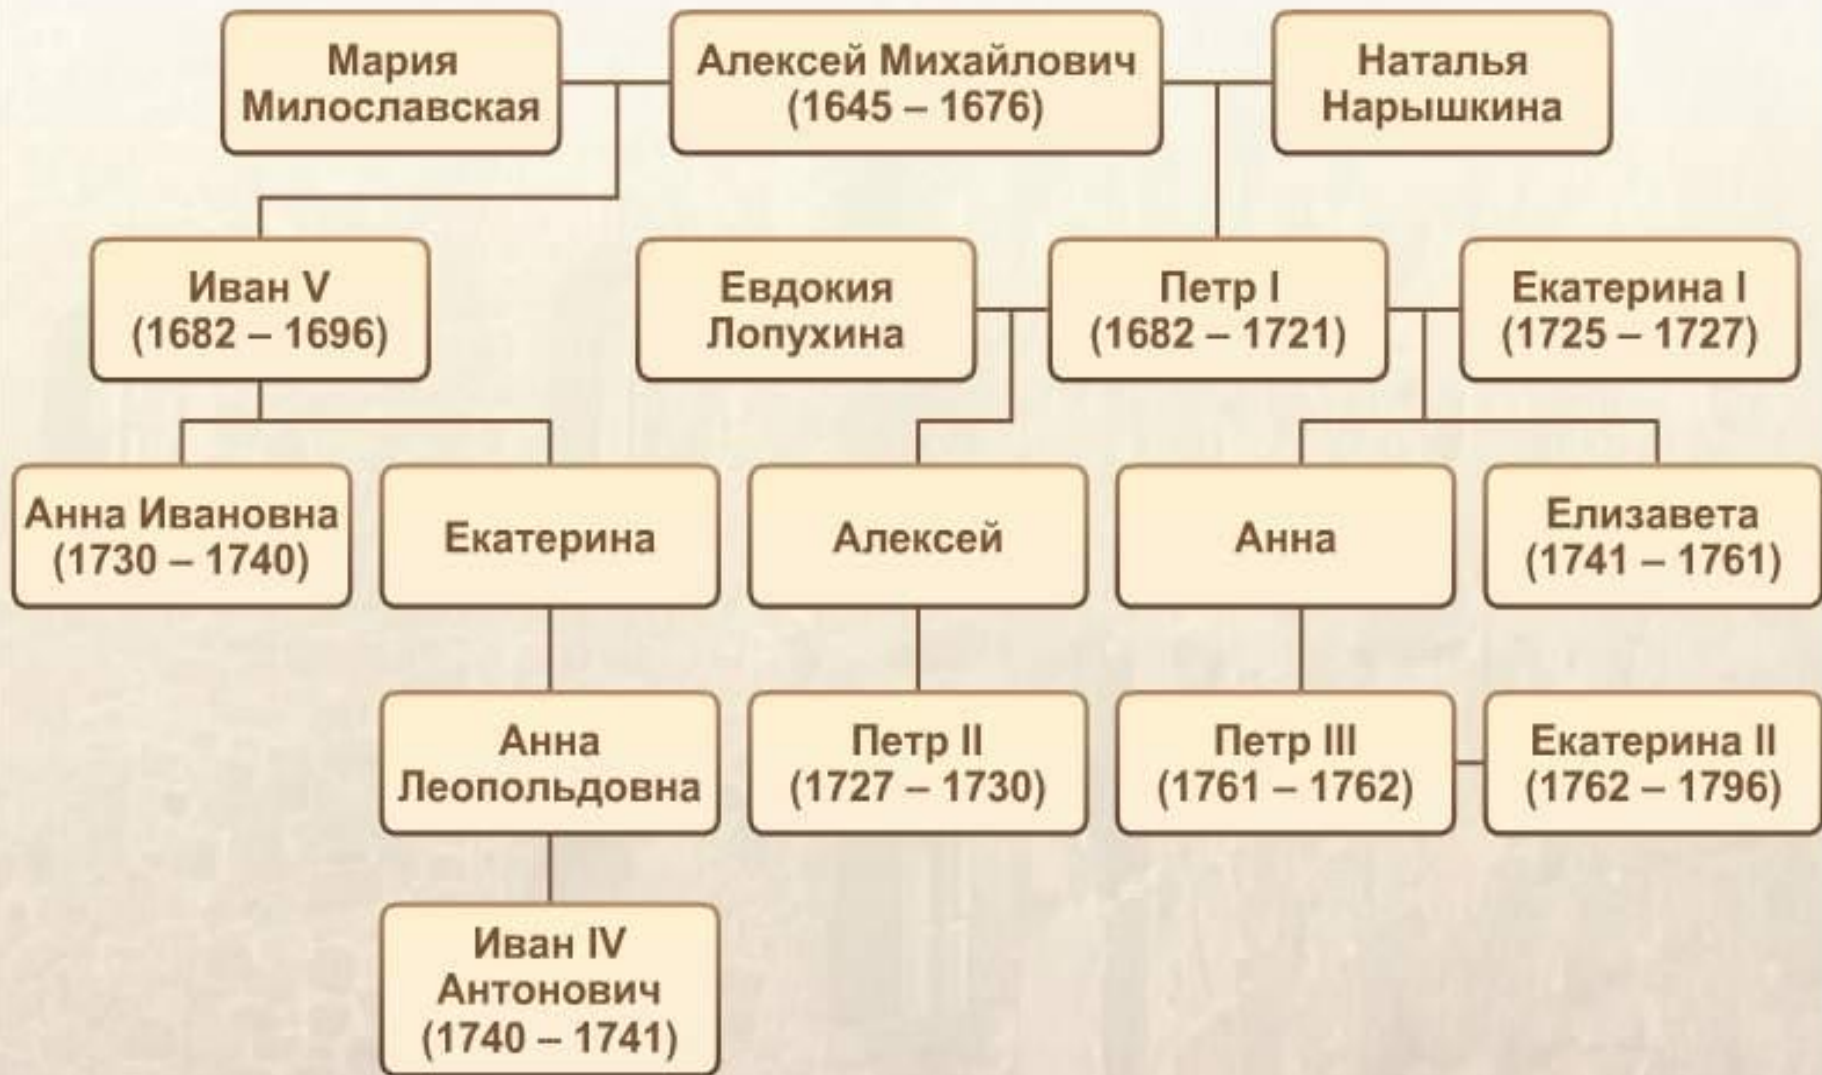 Мария
Милославская
Алексей Михайлович
(1645 – 1676)
Наталья
Нарышкина
Иван V
(1682 – 1696)
Евдокия
Лопухина
Петр I
(1682 – 1721)
Екатерина I
(1725 – 1727)
Анна Ивановна
(1730 – 1740)
Екатерина
Алексей
Анна
Елизавета
(1741 – 1761)
Анна
Леопольдовна
Петр II
(1727 – 1730)
Петр III
(1761 – 1762)
Екатерина II
(1762 – 1796)
Иван IV
Антонович
(1740 – 1741)